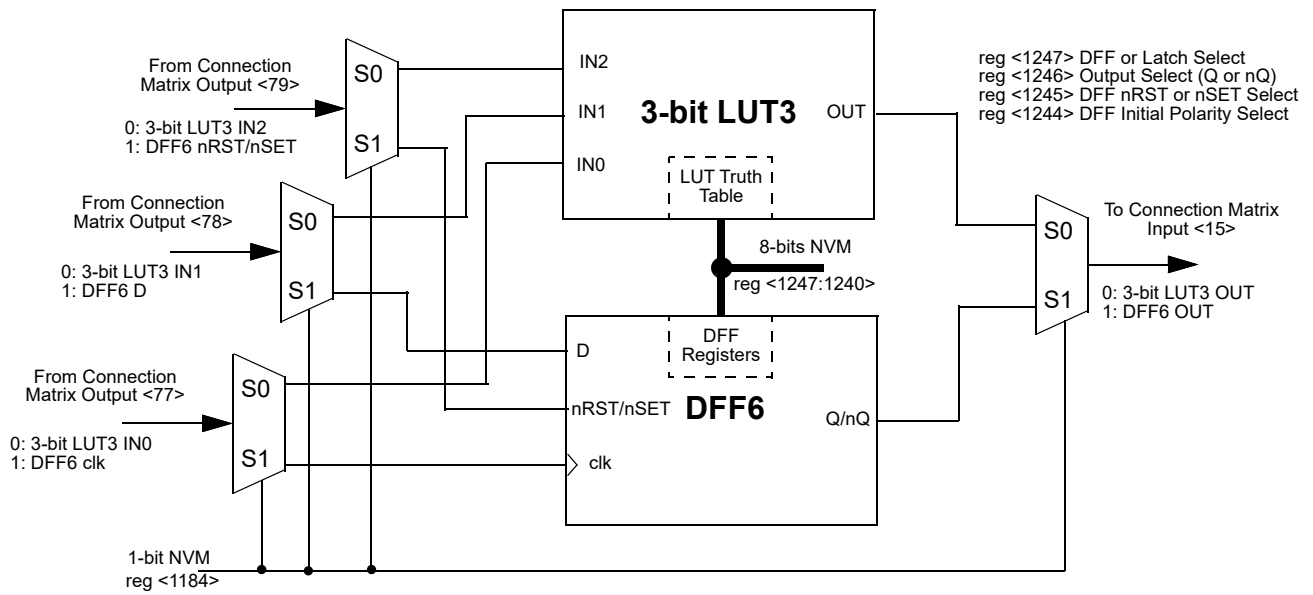 From Connection
Matrix Output <79>
0: 3-bit LUT3 IN2
1: DFF6 nRST/nSET
S0
S1
From Connection
Matrix Output <78>
0: 3-bit LUT3 IN1
1: DFF6 D
S0
S1
From Connection
Matrix Output <77>
0: 3-bit LUT3 IN0
1: DFF6 clk
S0
S1
1-bit NVM
reg <1184>
IN2
IN1
IN0
3-bit LUT3
OUT
LUT Truth
Table
8-bits NVM
reg <1247:1240>
DFF
Registers
D
nRST/nSET
DFF6
Q/nQ
clk
reg <1247> DFF or Latch Select
reg <1246> Output Select (Q or nQ)
reg <1245> DFF nRST or nSET Select
reg <1244> DFF Initial Polarity Select
S0
S1
To Connection Matrix
Input <15>
0: 3-bit LUT3 OUT
1: DFF6 OUT